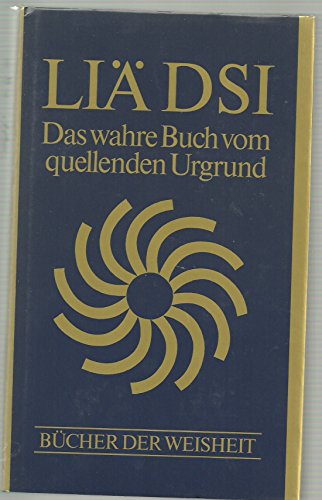 LIÄ DSI
Das wahre Buch vom
quellenden Urgrund
BÜCHER DER WEISHEIT